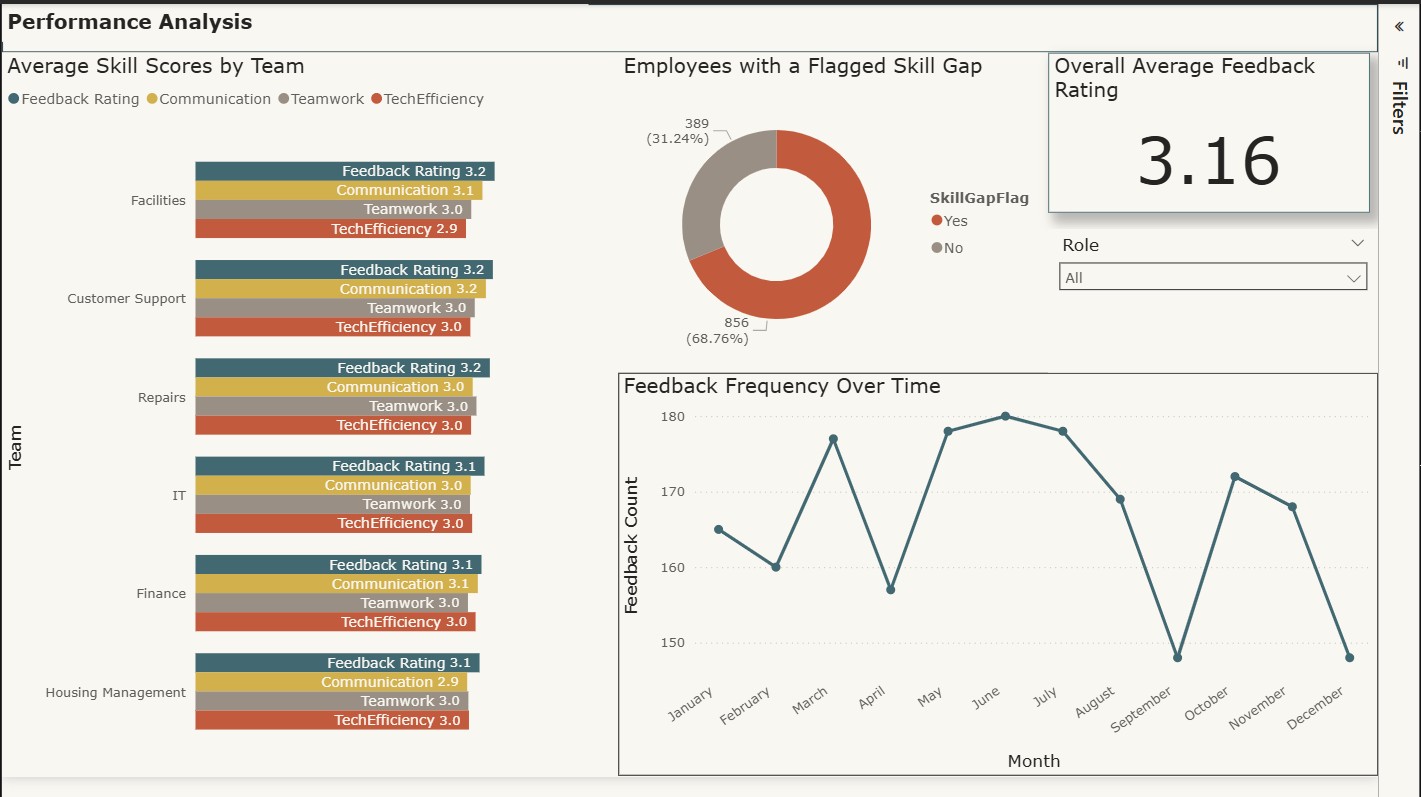 Performance Analysis
Average Skill Scores by Team
Feedback Rating Communication Teamwork TechEfficiency
Team
Facilities
Feedback Rating 3.2
Communication 3.1
Teamwork 3.0
TechEfficiency 2.9
Customer Support
Feedback Rating 3.2
Communication 3.2
Teamwork 3.0
TechEfficiency 3.0
Repairs
Feedback Rating 3.2
Communication 3.0
Teamwork 3.0
TechEfficiency 3.0
IT
Feedback Rating 3.1
Communication 3.0
Teamwork 3.0
TechEfficiency 3.0
Finance
Feedback Rating 3.1
Communication 3.1
Teamwork 3.0
TechEfficiency 3.0
Housing Management
Feedback Rating 3.1
Communication 2.9
Teamwork 3.0
TechEfficiency 3.0
Employees with a Flagged Skill Gap
389
(31.24%)
856
(68.76%)
SkillGapFlag
Yes
No
Overall Average Feedback
Rating
3.16
Role
All
Feedback Frequency Over Time
Feedback Count
180
170
160
150
January
February
March
April
May
June
July
August
September
October
November
December
Month
Filters